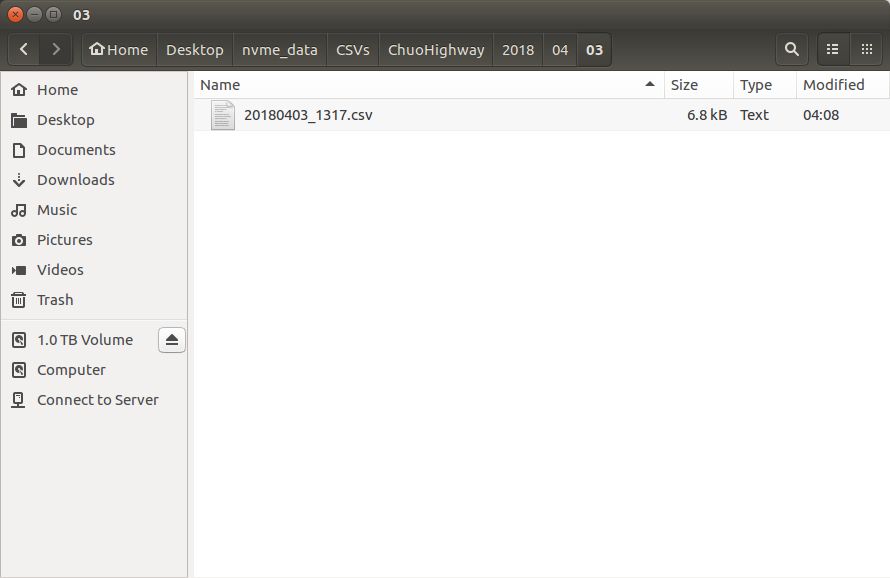 03
Home Desktop nvme_data CSVs ChuoHighway 2018 04 03
Name Size Type Modified
20180403_1317.csv 6.8 kB Text 04:08
Home
Desktop
Documents
Downloads
Music
Pictures
Videos
Trash
1.0 TB Volume
Computer
Connect to Server